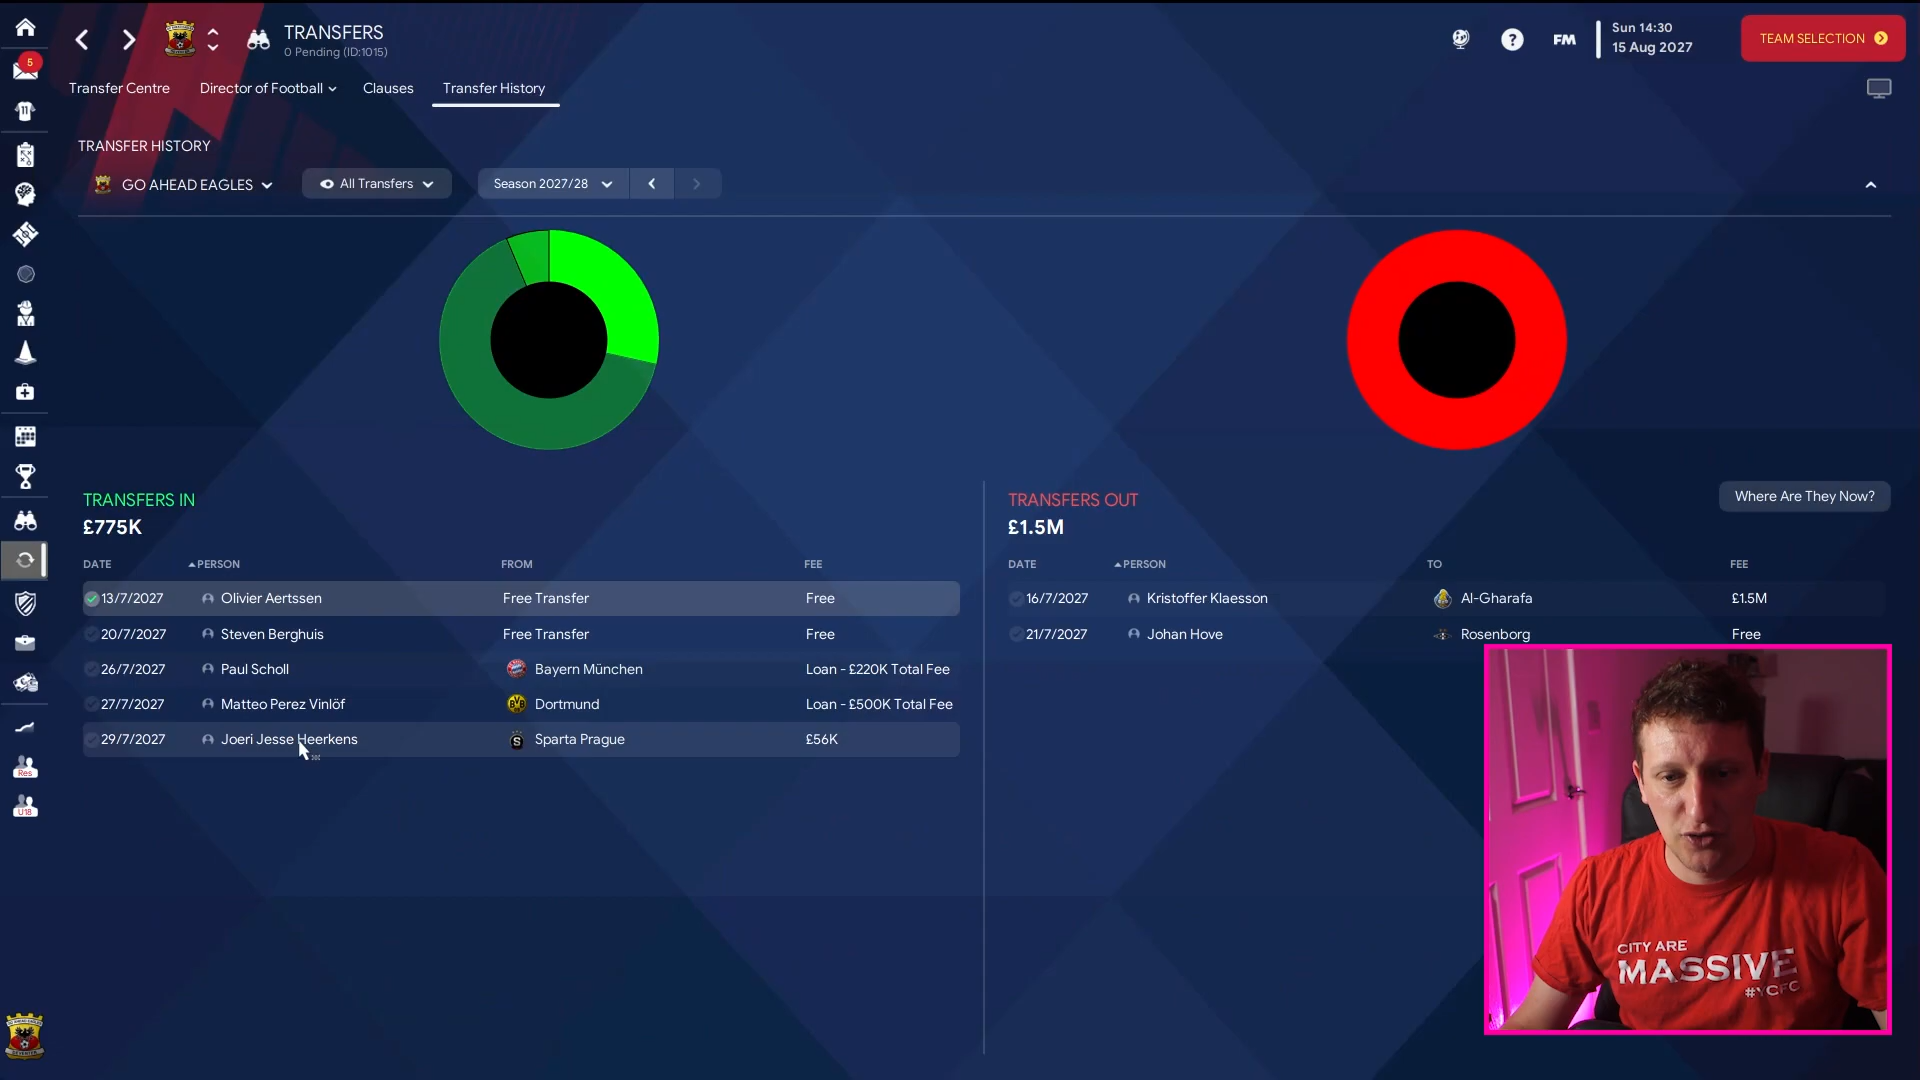 TRANSFERS
0 Pending (ID:1015)
FM
Sun 14:30
15 Aug 2027
TEAM SELECTION
5
11
Transfer Centre
Director of Football
Clauses
Transfer History
TRANSFER HISTORY
GO AHEAD EAGLES
All Transfers
Season 2027/28
TRANSFERS IN
£775K
DATE PERSON FROM FEE
13/7/2027 Olivier Aertssen Free Transfer Free
20/7/2027 Steven Berghuis Free Transfer Free
26/7/2027 Paul Scholl Bayern München Loan - £220K Total Fee
27/7/2027 Matteo Perez Vinlöf Dortmund Loan - £500K Total Fee
29/7/2027 Joeri Jesse Heerkens Sparta Prague £56K
TRANSFERS OUT
£1.5M
Where Are They Now?
DATE PERSON TO FEE
16/7/2027 Kristoffer Klaesson Al-Gharafa £1.5M
21/7/2027 Johan Hove Rosenborg Free
Res
U18
CITY ARE
MASSIVE
#YCFC